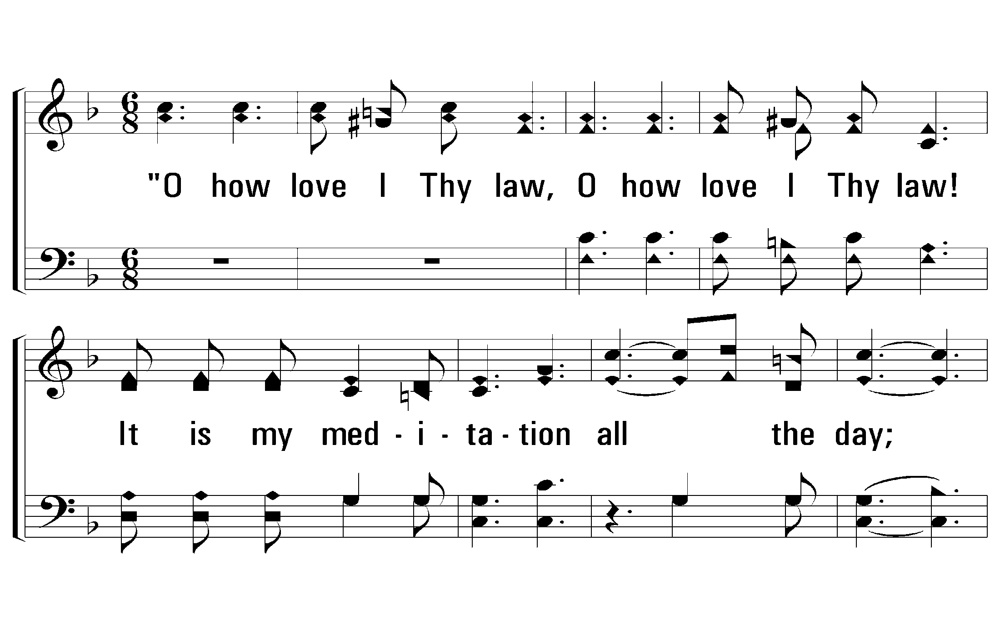 "O how love I Thy law, O how love I Thy law!
It is my med - i - ta - tion all the day;